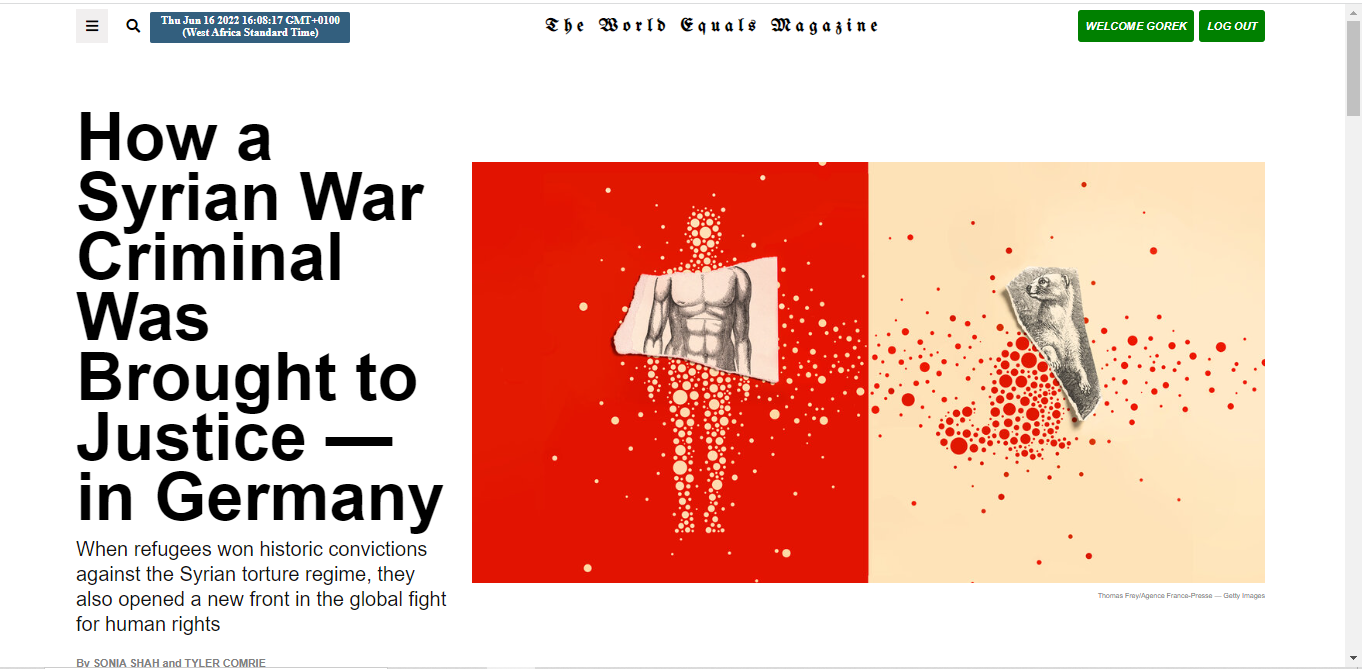 Thu Jun 16 2022 16:08:17 GMT+0100
(West Africa Standard Time)
The World Equals Magazine
WELCOME GOREK
LOG OUT
How a
Syrian War
Criminal
Was
Brought to
Justice —
in Germany
When refugees won historic convictions
against the Syrian torture regime, they
also opened a new front in the global fight
for human rights
By SONIA SHAH and TYLER COMRIE
Thomas Frey/Agence France-Presse — Getty Images